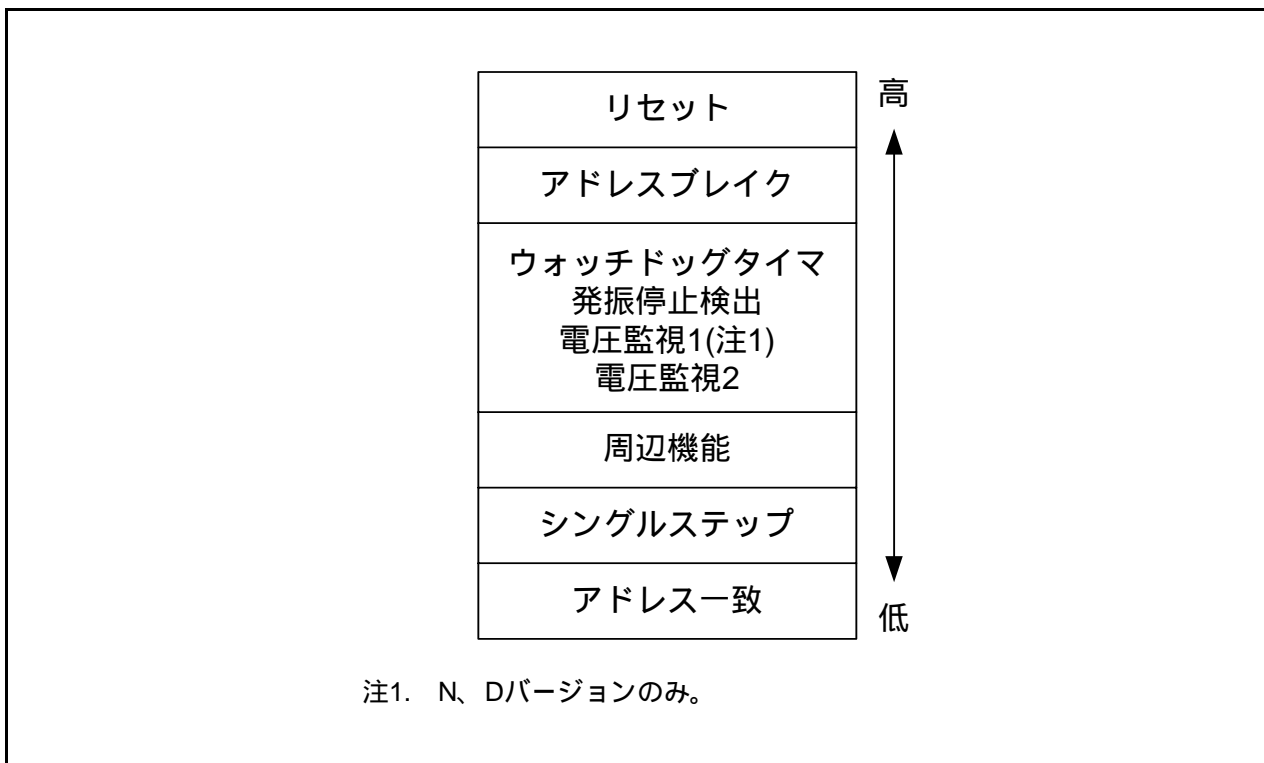 リセット
高
アドレスブレイク
ウォッチドッグタイマ
発振停止検出
電圧監視1(注1)
電圧監視2
周辺機能
シングルステップ
アドレス一致
低
注1. N、Dバージョンのみ。